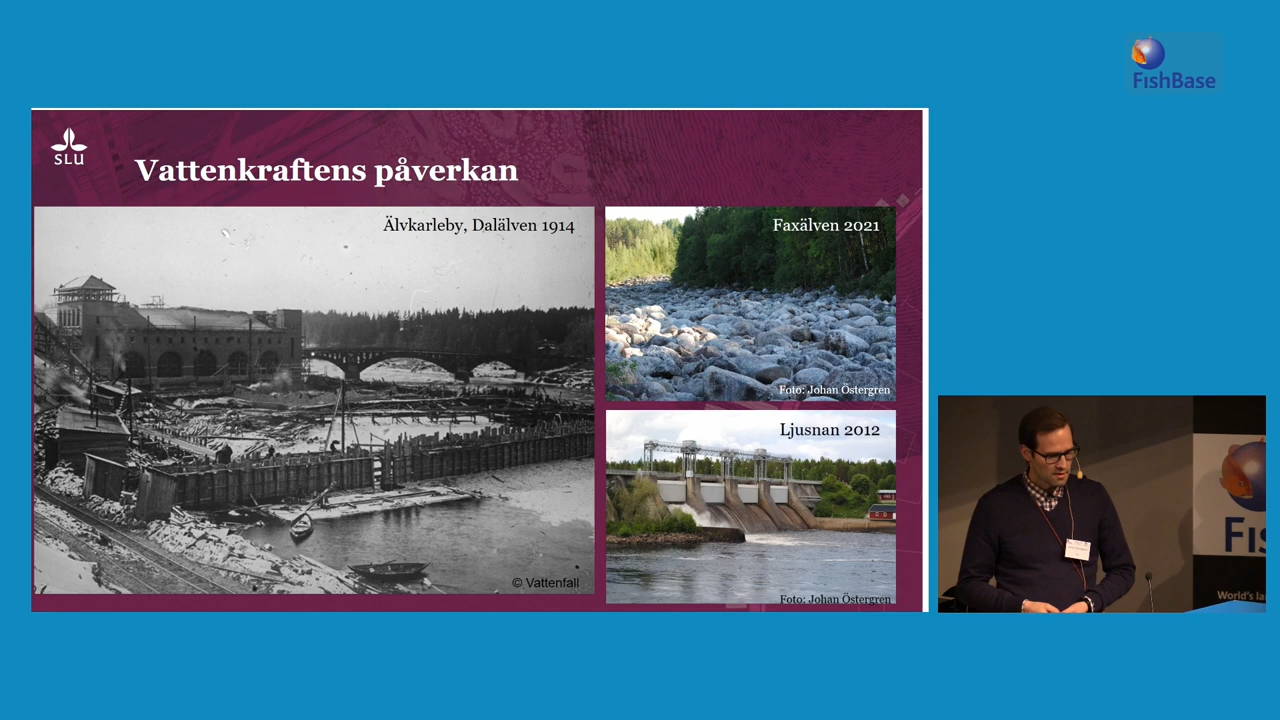 FishBase
SLU
Vattenkraftens påverkan
Älvkarleby, Dalälven 1914
© Vattenfall
Faxälven 2021
Foto: Johan Östergren
Ljusnan 2012
Foto: Johan Östergren
Fis
World's la